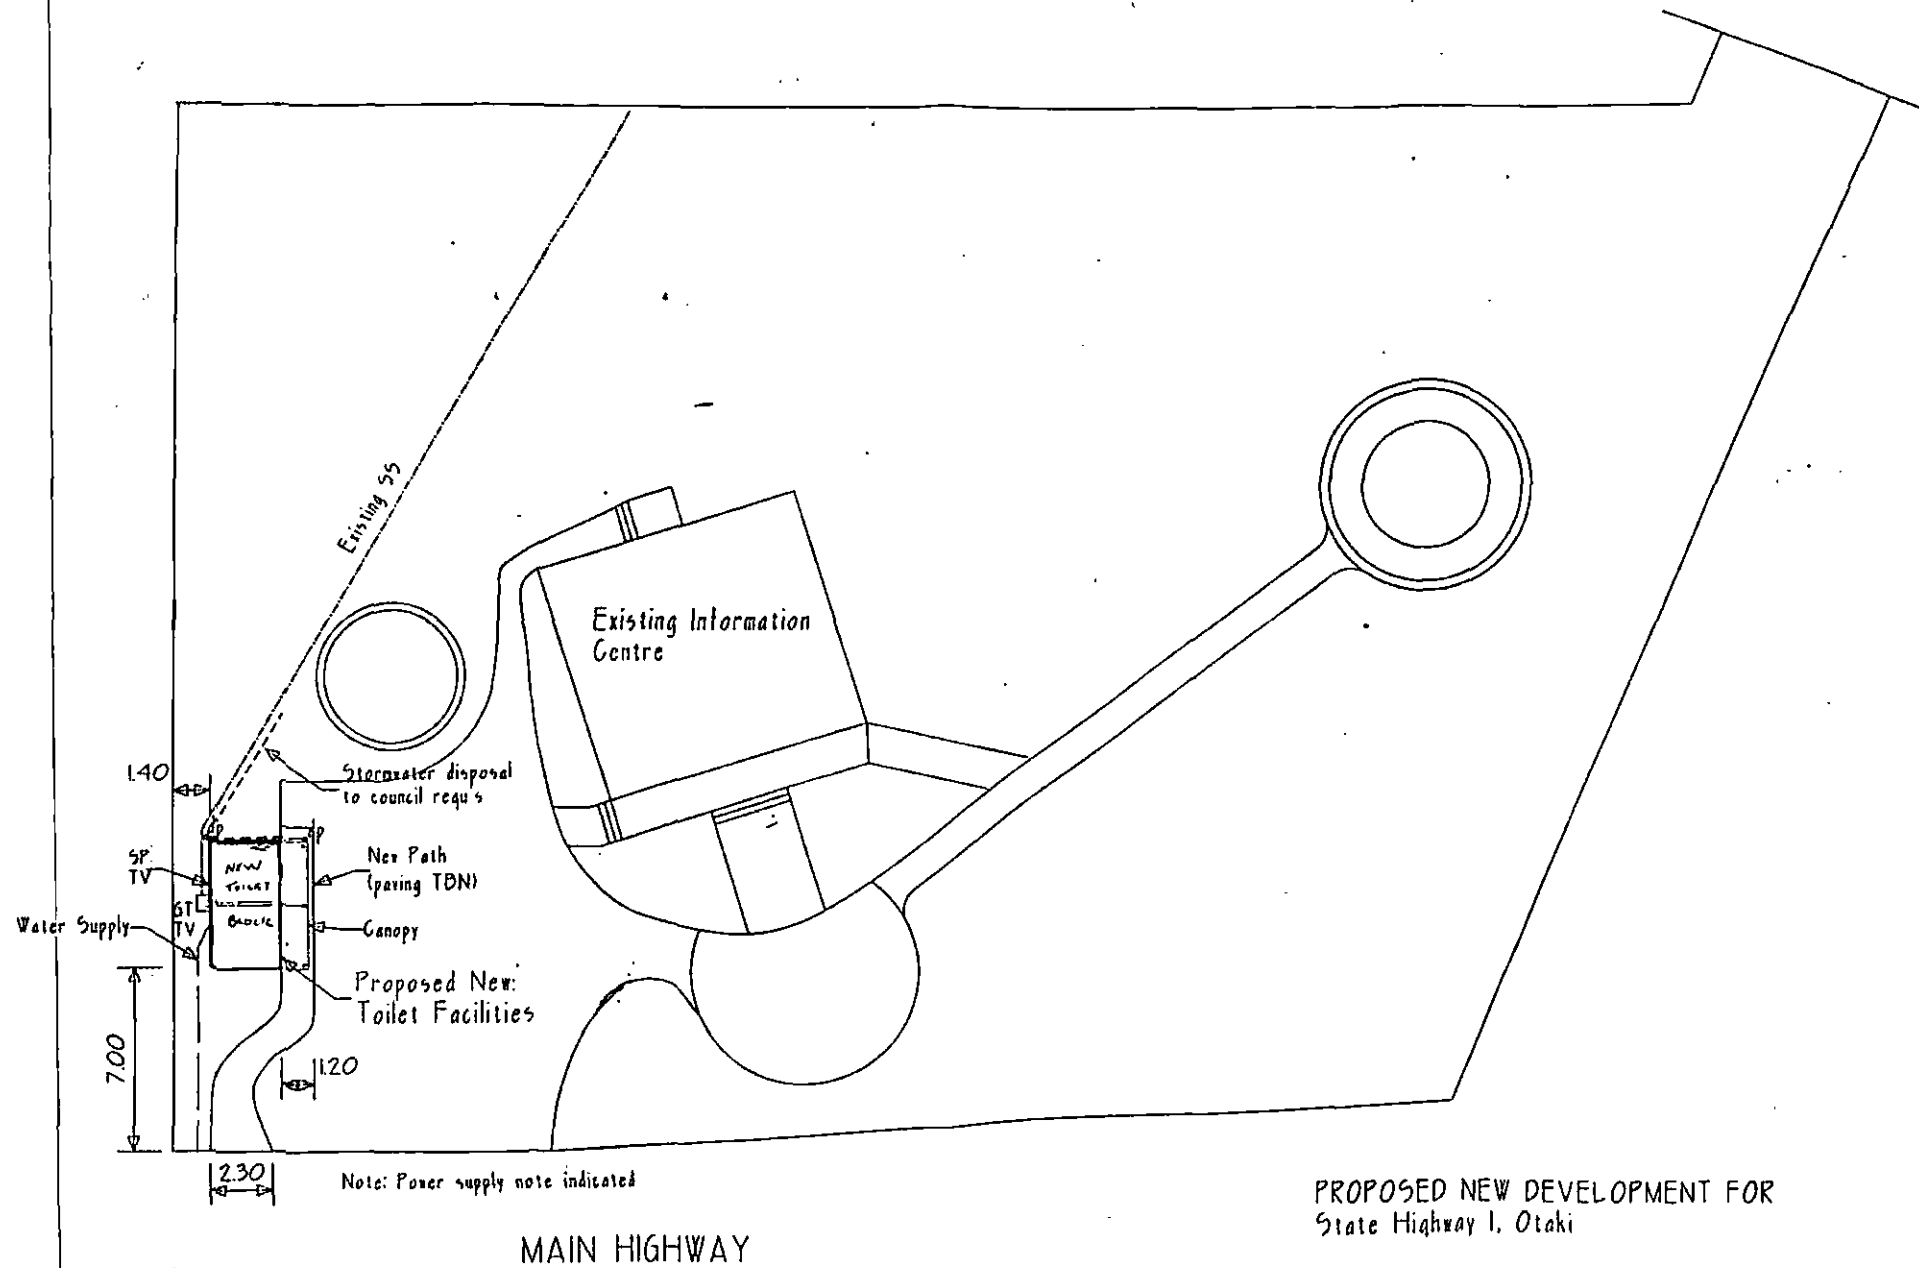 Existing SS
Existing Information
Centre
1.40
Stormwater disposal
to council requ's
SP
TV
NEW
TOILET
BLOCK
New Path
(paving TBN)
GT
TV
Water Supply
Canopy
Proposed New:
Toilet Facilities
7.00
1.20
2.30
Note: Power supply note indicated
MAIN HIGHWAY
PROPOSED NEW DEVELOPMENT FOR
State Highway 1, Otaki